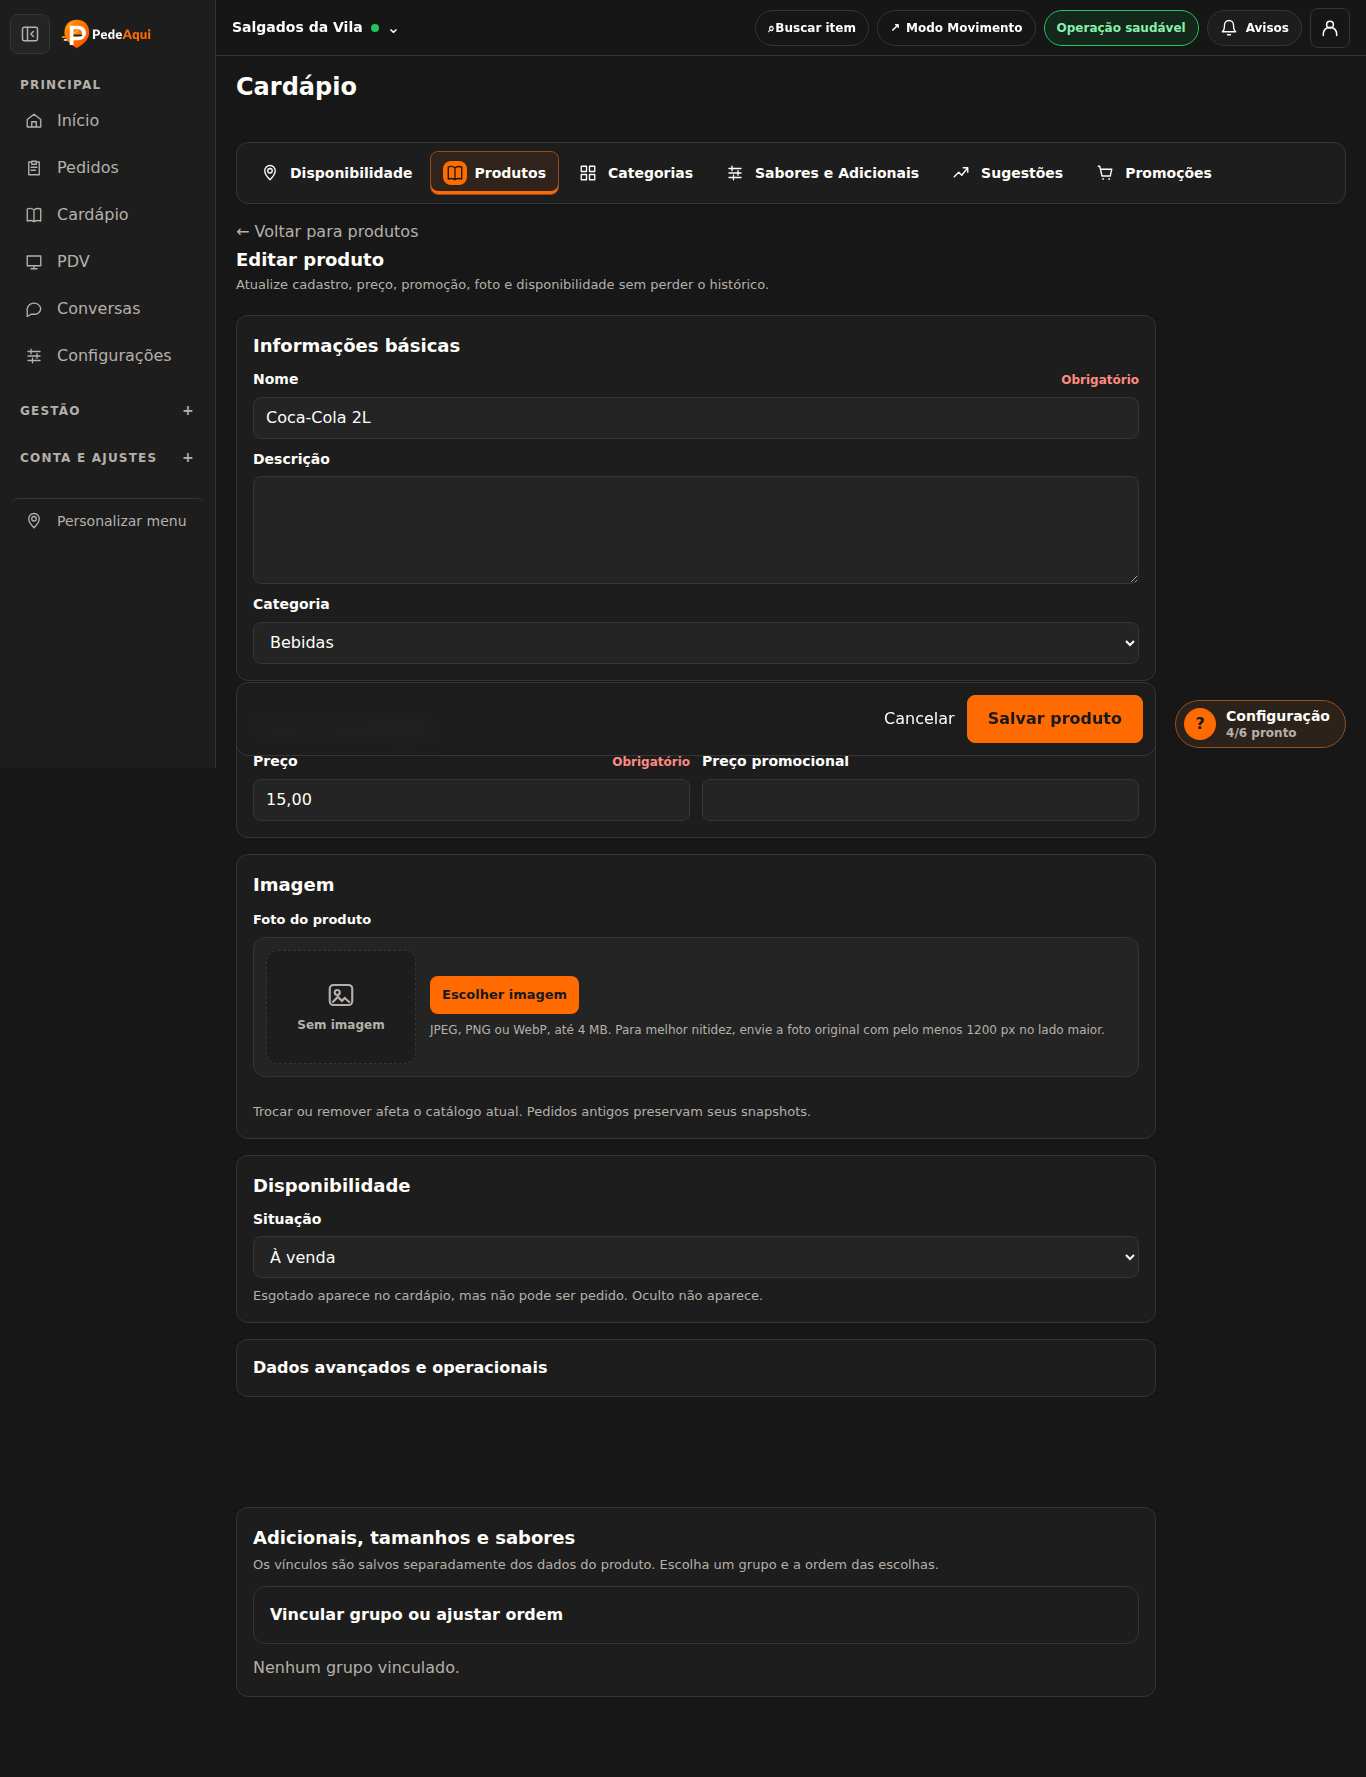 PedeAqui
PRINCIPAL
Início
Pedidos
Cardápio
PDV
Conversas
Configurações
GESTÃO +
CONTA E AJUSTES +
Personalizar menu
Salgados da Vila
Buscar item
↗ Modo Movimento
Operação saudável
Avisos
Cardápio
Disponibilidade
Produtos
Categorias
Sabores e Adicionais
Sugestões
Promoções
← Voltar para produtos
Editar produto
Atualize cadastro, preço, promoção, foto e disponibilidade sem perder o histórico.
Informações básicas
Nome Obrigatório
Coca-Cola 2L
Descrição
Categoria
Bebidas
Cancelar
Salvar produto
? Configuração
4/6 pronto
Preço Obrigatório
Preço promocional
15,00
Imagem
Foto do produto
Sem imagem
Escolher imagem
JPEG, PNG ou WebP, até 4 MB. Para melhor nitidez, envie a foto original com pelo menos 1200 px no lado maior.
Trocar ou remover afeta o catálogo atual. Pedidos antigos preservam seus snapshots.
Disponibilidade
Situação
À venda
Esgotado aparece no cardápio, mas não pode ser pedido. Oculto não aparece.
Dados avançados e operacionais
Adicionais, tamanhos e sabores
Os vínculos são salvos separadamente dos dados do produto. Escolha um grupo e a ordem das escolhas.
Vincular grupo ou ajustar ordem
Nenhum grupo vinculado.